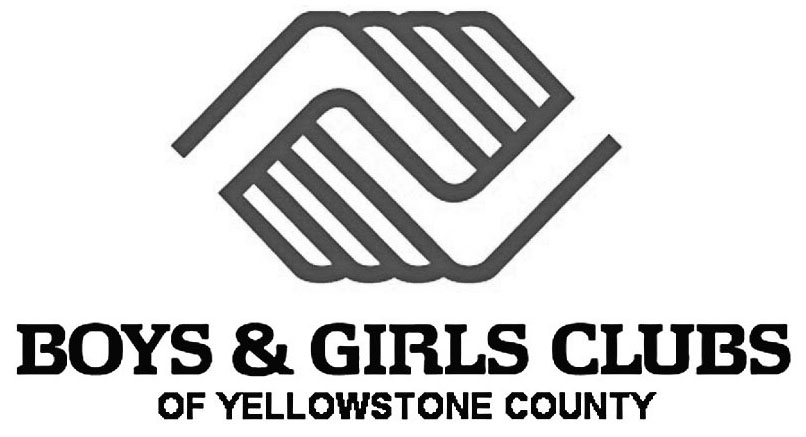 BOYS & GIRLS CLUBS
OF YELLOWSTONE COUNTY